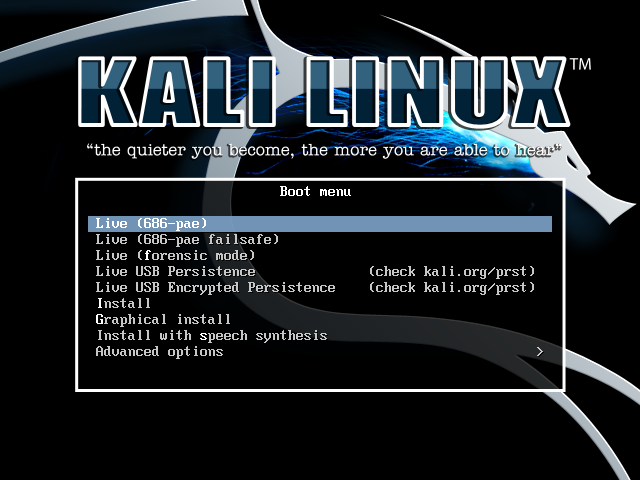 KALI LINUX™
“the quieter you become, the more you are able to hear”
Boot menu
Live (686-pae)
Live (686-pae failsafe)
Live (forensic mode)
Live USB Persistence (check kali.org/prst)
Live USB Encrypted Persistence (check kali.org/prst)
Install
Graphical install
Install with speech synthesis
Advanced options >